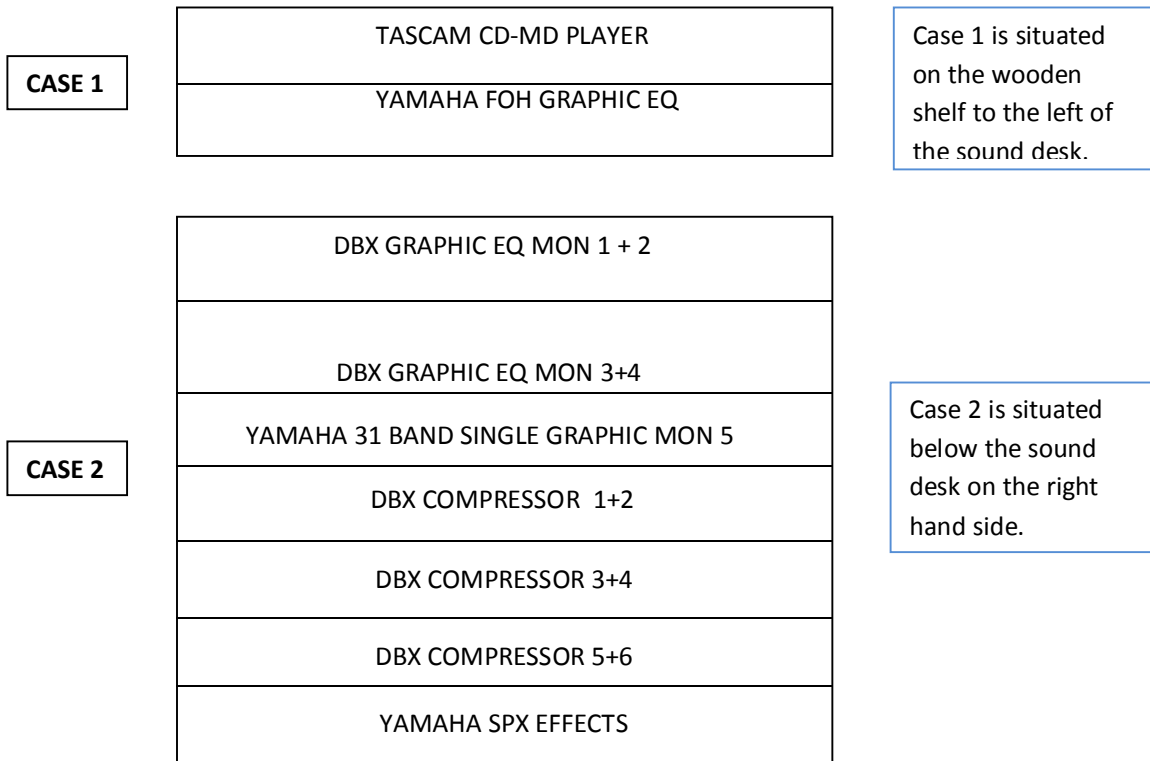 TASCAM CD-MD PLAYER
CASE 1
YAMAHA FOH GRAPHIC EQ
Case 1 is situated
on the wooden
shelf to the left of
the sound desk.
DBX GRAPHIC EQ MON 1 + 2
DBX GRAPHIC EQ MON 3+4
YAMAHA 31 BAND SINGLE GRAPHIC MON 5
CASE 2
DBX COMPRESSOR 1+2
DBX COMPRESSOR 3+4
DBX COMPRESSOR 5+6
YAMAHA SPX EFFECTS
Case 2 is situated
below the sound
desk on the right
hand side.